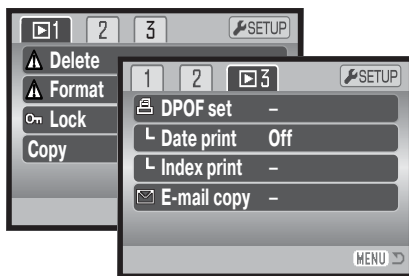 1 2 3 SETUP
Delete
Format
Lock
Copy
1 2 3 SETUP
DPOF set –
Date print Off
Index print –
E-mail copy –
MENU